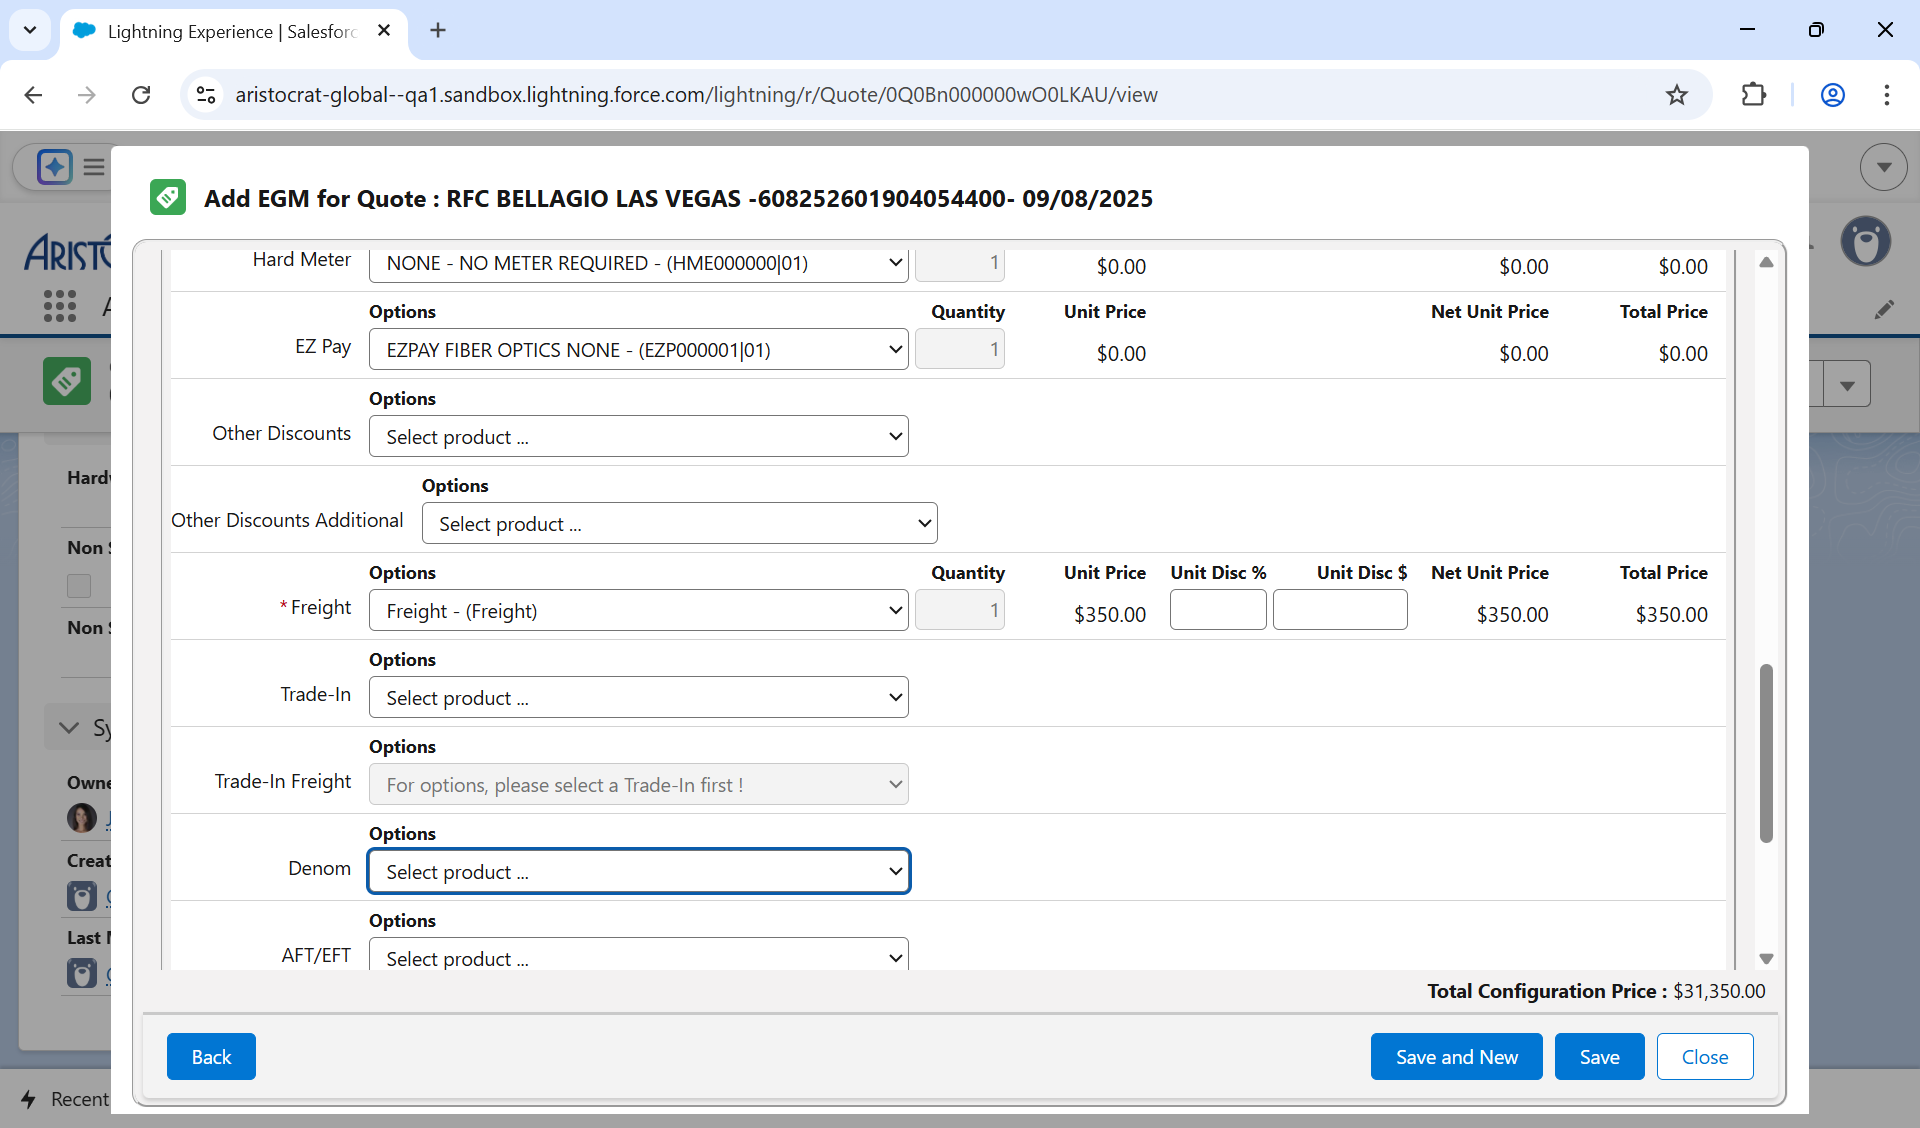 Lightning Experience | Salesforc
aristocrat-global--qa1.sandbox.lightning.force.com/lightning/r/Quote/0Q0Bn000000wO0LKAU/view
Add EGM for Quote : RFC BELLAGIO LAS VEGAS -608252601904054400- 09/08/2025
ARISTO
Hard Meter NONE - NO METER REQUIRED - (HME000000|01) 1 $0.00 $0.00 $0.00
Options Quantity Unit Price Net Unit Price Total Price
EZ Pay EZPAY FIBER OPTICS NONE - (EZP000001|01) 1 $0.00 $0.00 $0.00
Options
Other Discounts Select product ...
Options
Other Discounts Additional Select product ...
Options Quantity Unit Price Unit Disc % Unit Disc $ Net Unit Price Total Price
*Freight Freight - (Freight) 1 $350.00 $350.00 $350.00
Options
Trade-In Select product ...
Options
Trade-In Freight For options, please select a Trade-In first !
Options
Denom Select product ...
Options
AFT/EFT Select product ...
Total Configuration Price : $31,350.00
Back Save and New Save Close
Hardw
Non S
Non S
Sy
Owne
Creat
Last M
Recent